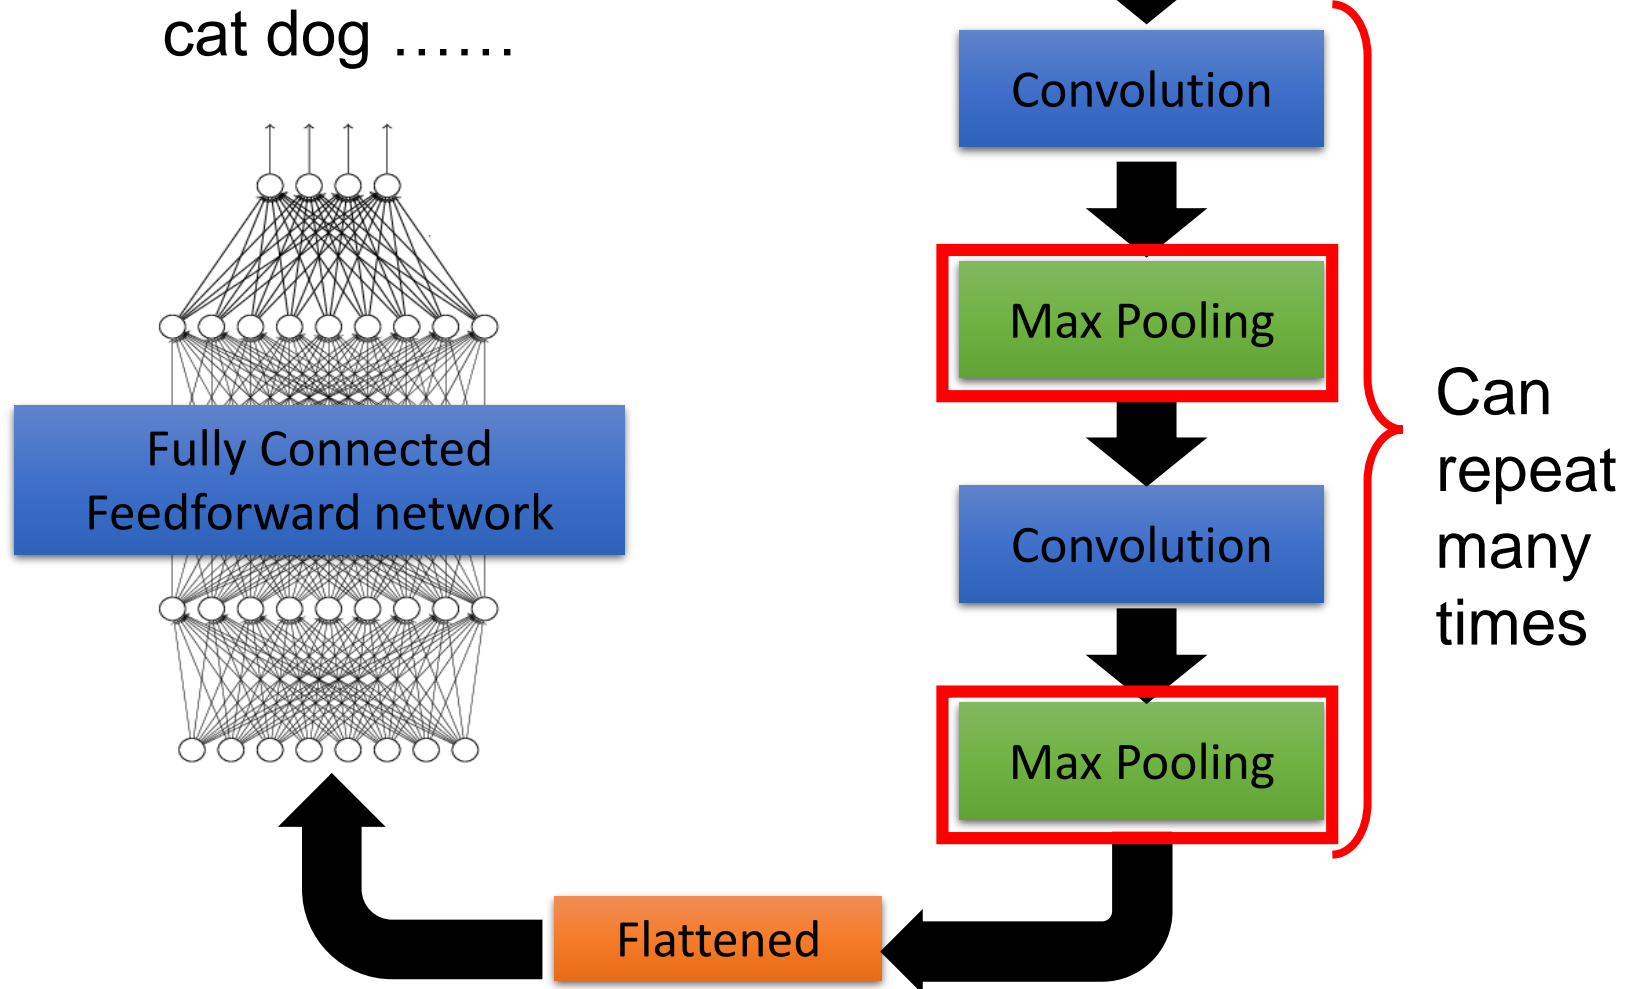 cat dog ……
Convolution
Max Pooling
Fully Connected
Feedforward network
Convolution
Max Pooling
Flattened
Can
repeat
many
times